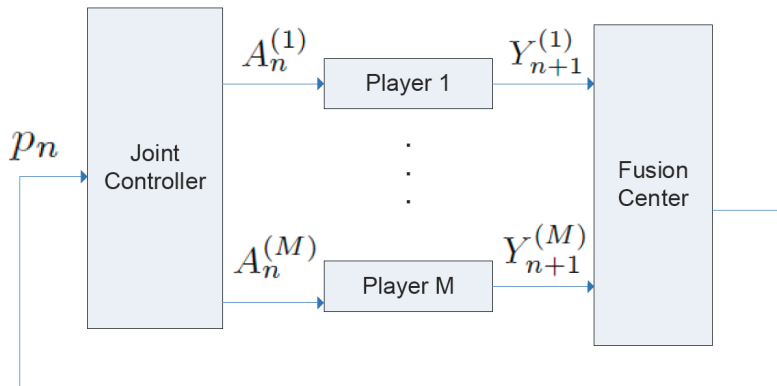 p_n
Joint
Controller
A_n^{(1)}
Player 1
Y_{n+1}^{(1)}
.
.
.
A_n^{(M)}
Player M
Y_{n+1}^{(M)}
Fusion
Center